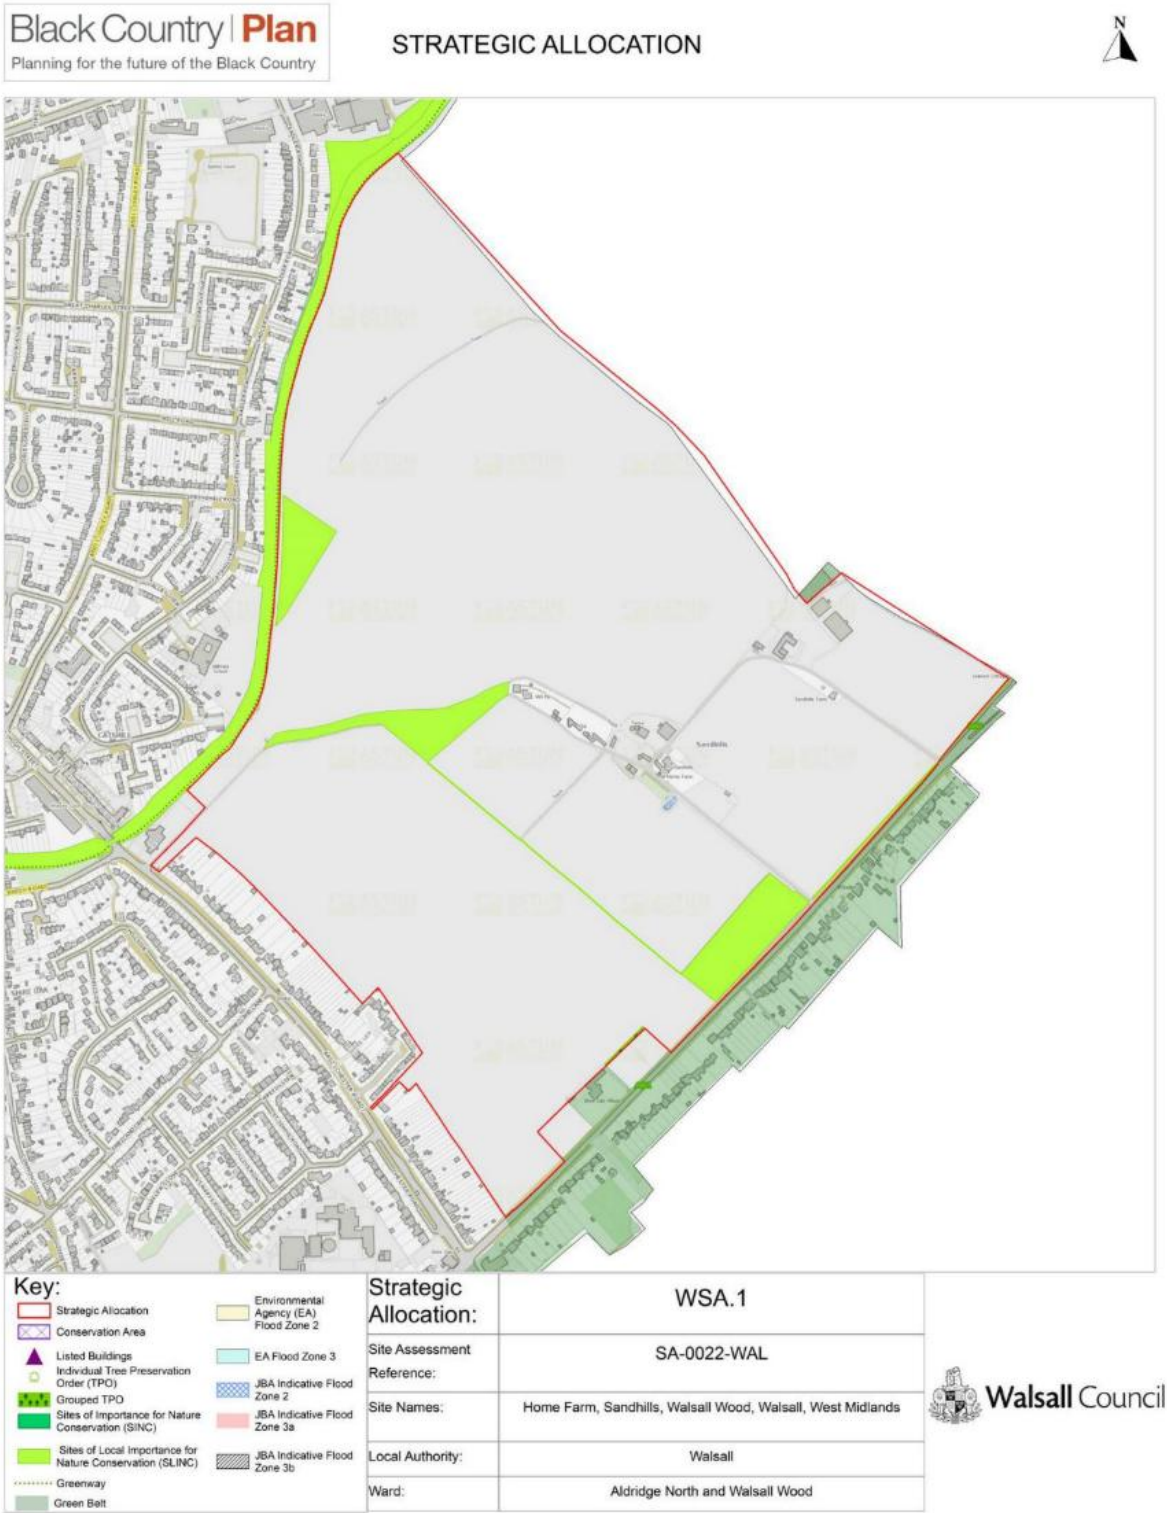 Black Country | Plan
Planning for the future of the Black Country
STRATEGIC ALLOCATION
N
Sandhills
Key:
Strategic Allocation
Conservation Area
Listed Buildings
Individual Tree Preservation
Order (TPO)
Grouped TPO
Sites of Importance for Nature
Conservation (SINC)
Sites of Local Importance for
Nature Conservation (SLINC)
Greenway
Green Belt
Environmental
Agency (EA)
Flood Zone 2
EA Flood Zone 3
JBA Indicative Flood
Zone 2
JBA Indicative Flood
Zone 3a
JBA Indicative Flood
Zone 3b
Strategic
Allocation:
WSA.1
Site Assessment
Reference:
SA-0022-WAL
Site Names:
Home Farm, Sandhills, Walsall Wood, Walsall, West Midlands
Local Authority:
Walsall
Ward:
Aldridge North and Walsall Wood
Walsall Council